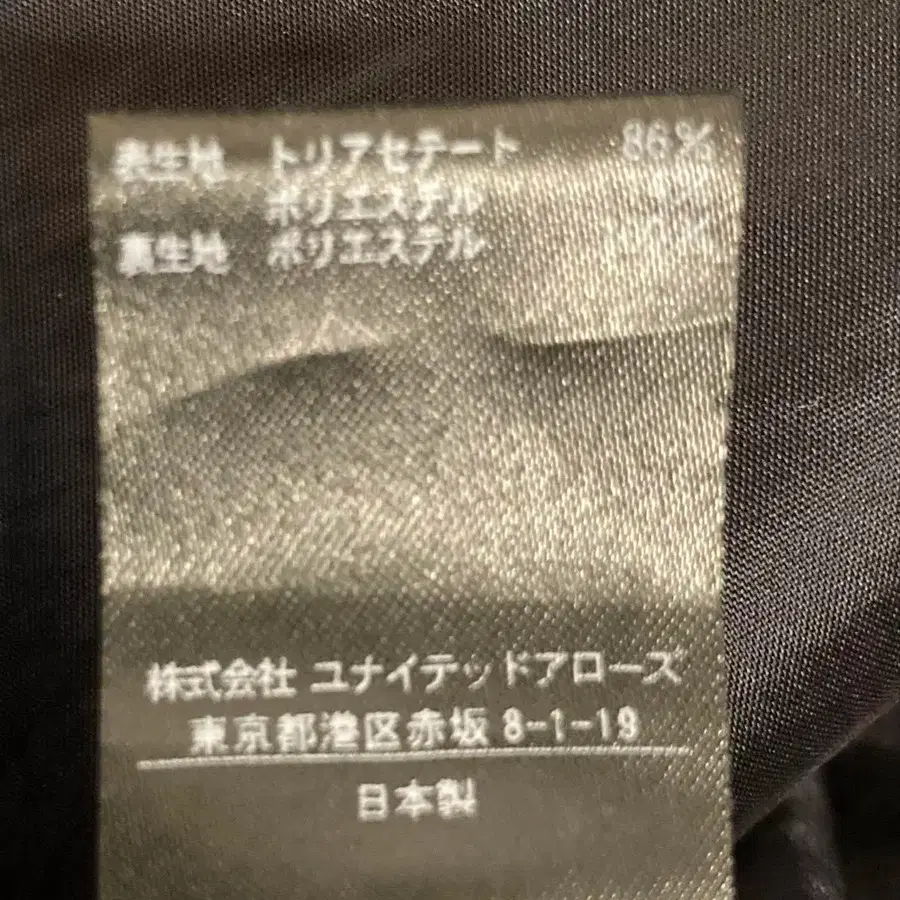 表生地 トリアセテート 86%
ポリエステル
裏生地 ポリエステル
株式会社 ユナイテッドアローズ
東京都港区赤坂 8-1-19
日本製